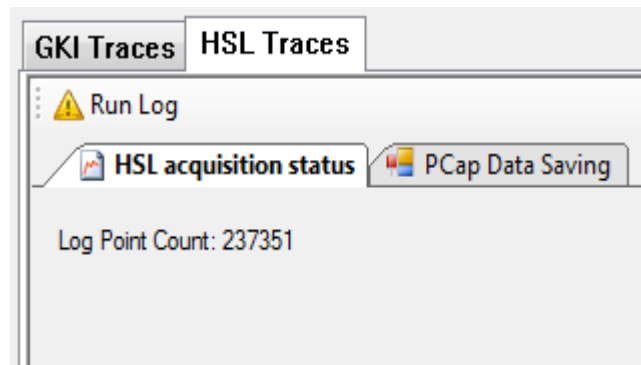 GKI Traces HSL Traces
Run Log
HSL acquisition status PCap Data Saving
Log Point Count: 237351